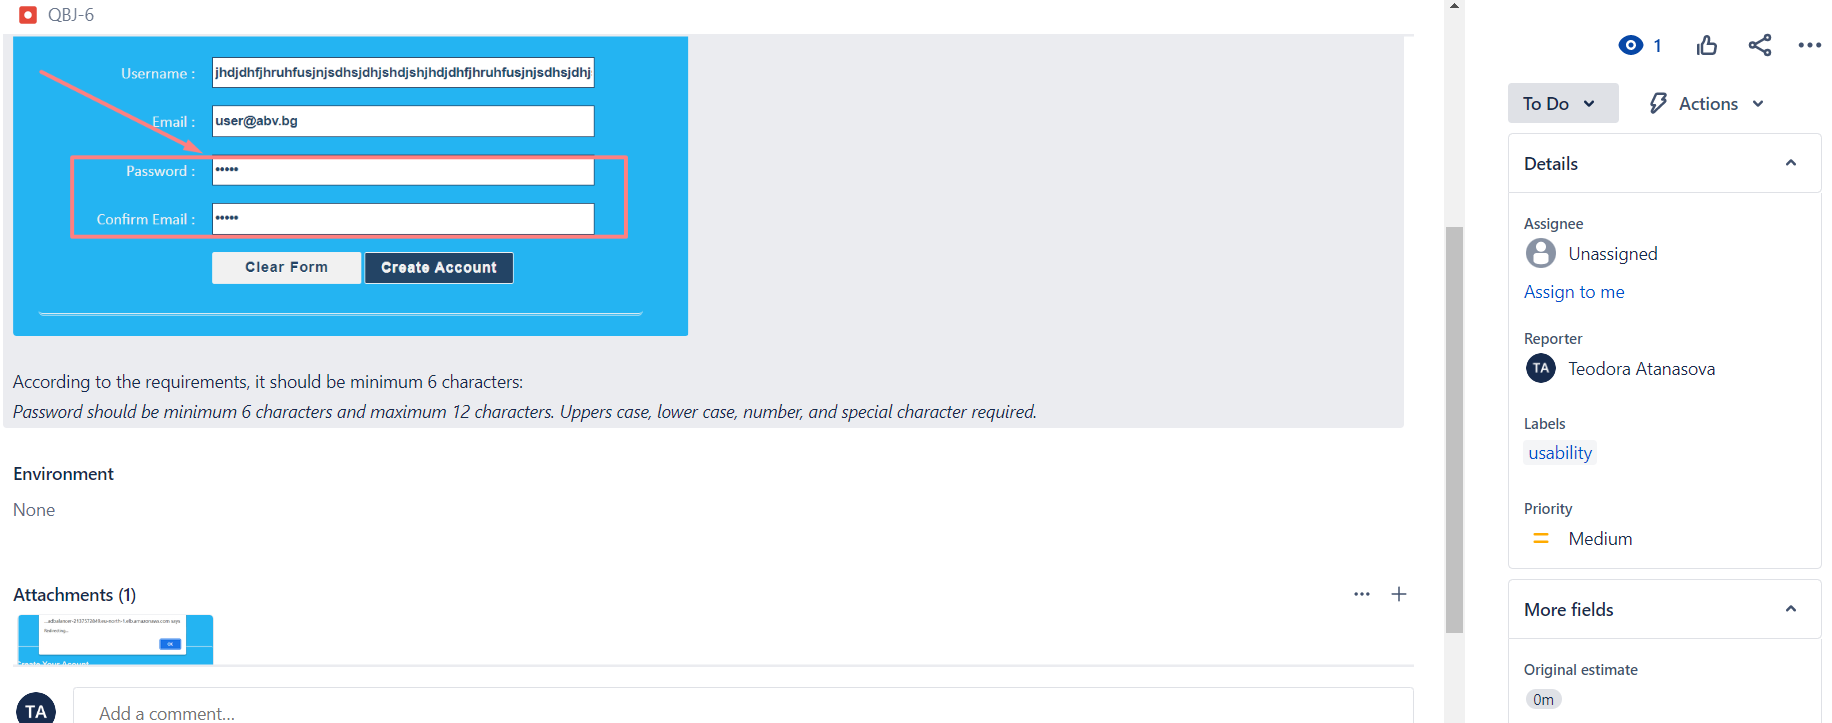 QBJ-6
Username :
jhdjdhfjhruhfusjnjsdhsjdhjshdjshjhdjdhfjhruhfusjnjsdhsjdhj
Email :
user@abv.bg
Password :
•••••
Confirm Email :
•••••
Clear Form
Create Account
According to the requirements, it should be minimum 6 characters:
Password should be minimum 6 characters and maximum 12 characters. Uppers case, lower case, number, and special character required.
Environment
None
Attachments (1)
Redirecting...
OK
Create Your Account
TA
Add a comment...
1
To Do
Actions
Details
Assignee
Unassigned
Assign to me
Reporter
TA
Teodora Atanasova
Labels
usability
Priority
Medium
More fields
Original estimate
0m